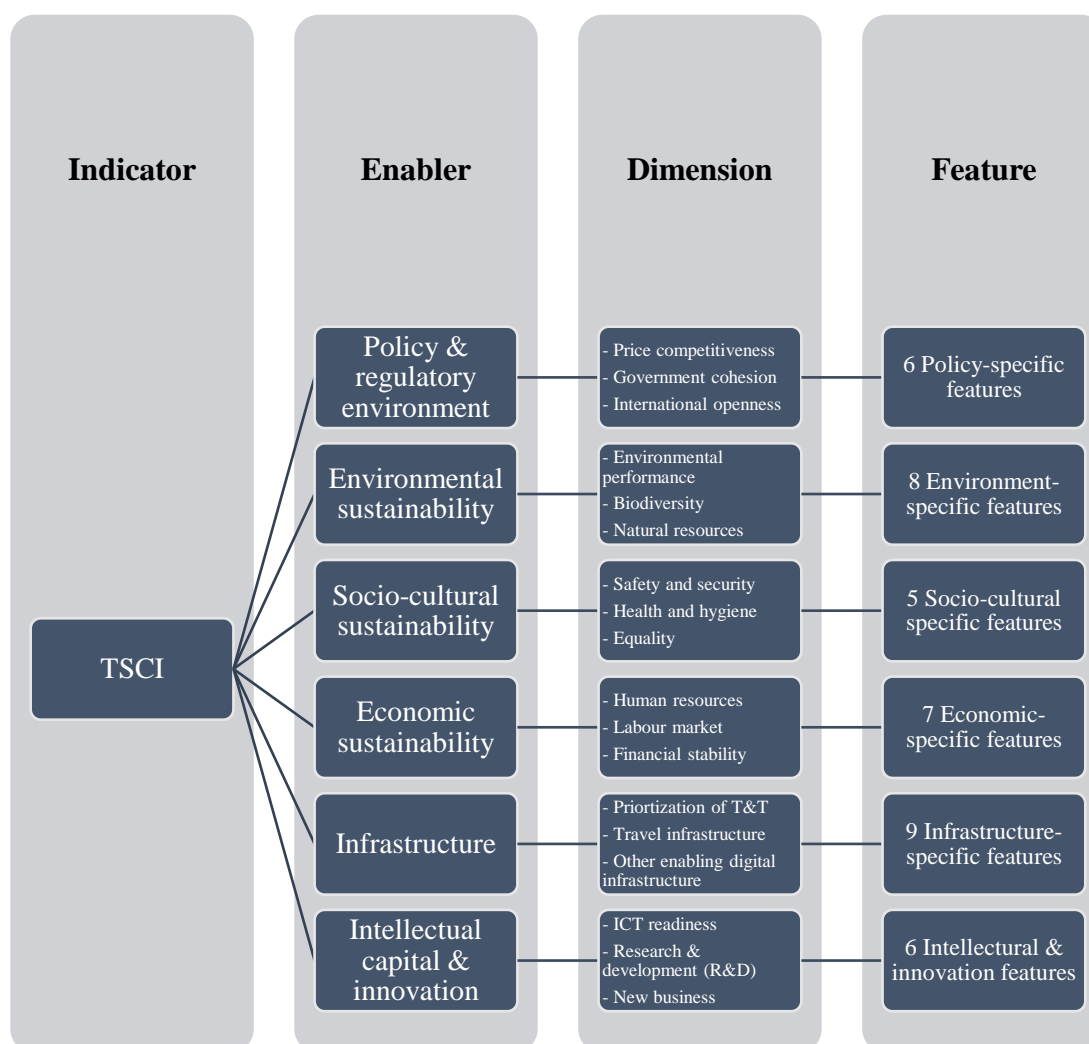 Indicator
Enabler
Dimension
Feature
TSCI
Policy &
regulatory
environment
- Price competitiveness
- Government cohesion
- International openness
6 Policy-specific
features
Environmental
sustainability
- Environmental
performance
- Biodiversity
- Natural resources
8 Environment-
specific features
Socio-cultural
sustainability
- Safety and security
- Health and hygiene
- Equality
5 Socio-cultural
specific features
Economic
sustainability
- Human resources
- Labour market
- Financial stability
7 Economic-
specific features
Infrastructure
- Priortization of T&T
- Travel infrastructure
- Other enabling digital
infrastructure
9 Infrastructure-
specific features
Intellectual
capital &
innovation
- ICT readiness
- Research &
development (R&D)
- New business
6 Intellectural &
innovation features